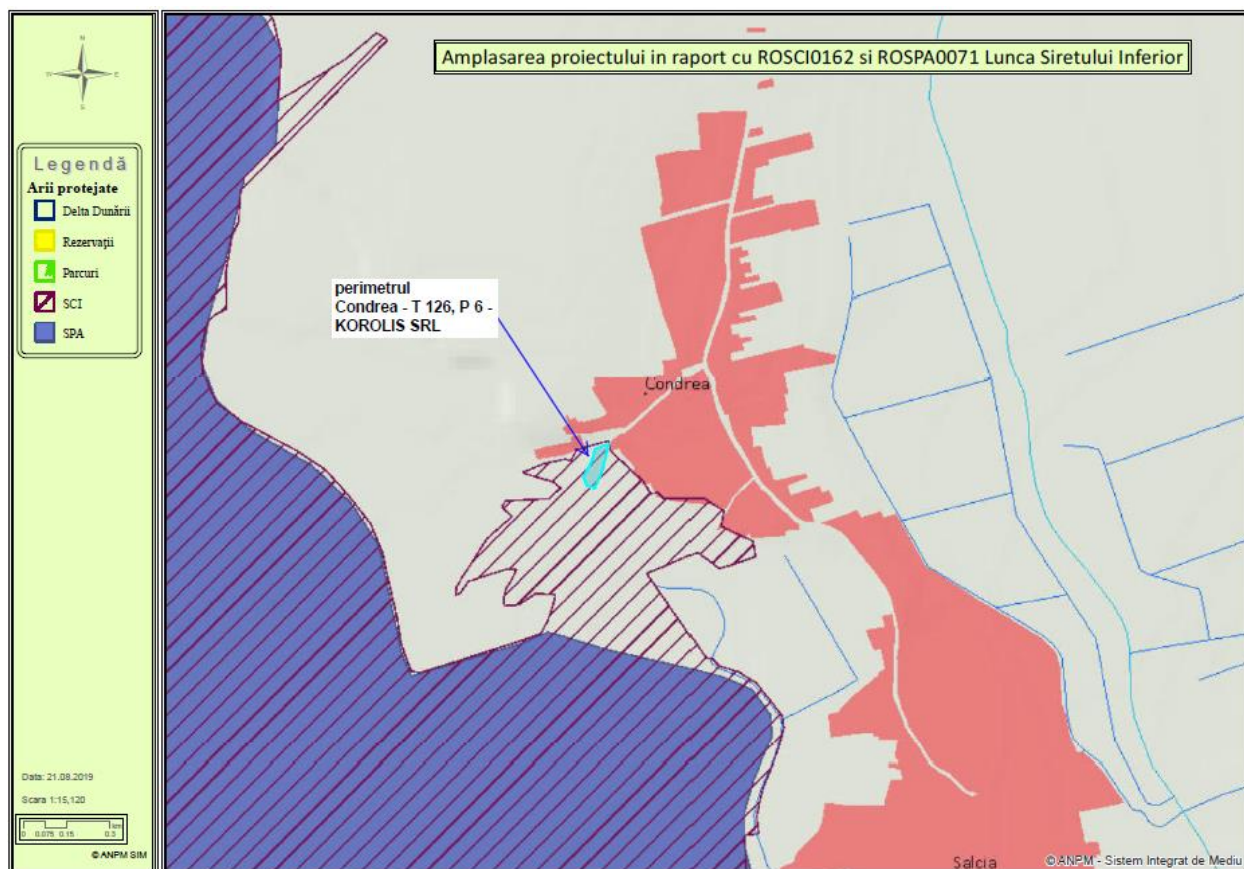 Amplasarea proiectului in raport cu ROSCI0162 si ROSPA0071 Lunca Siretului Inferior
N
E
S
Legendă
Arii protejate
Delta Dunării
Rezervații
Parcuri
SCI
SPA
perimetrul
Condrea - T 126, P 6 -
KOROLIS SRL
Condrea
Salcia
Data: 21.08.2019
Scara 1:15,120
km
0 0.075 0.15 0.3
© ANPM SIM
© ANPM - Sistem Integrat de Mediu